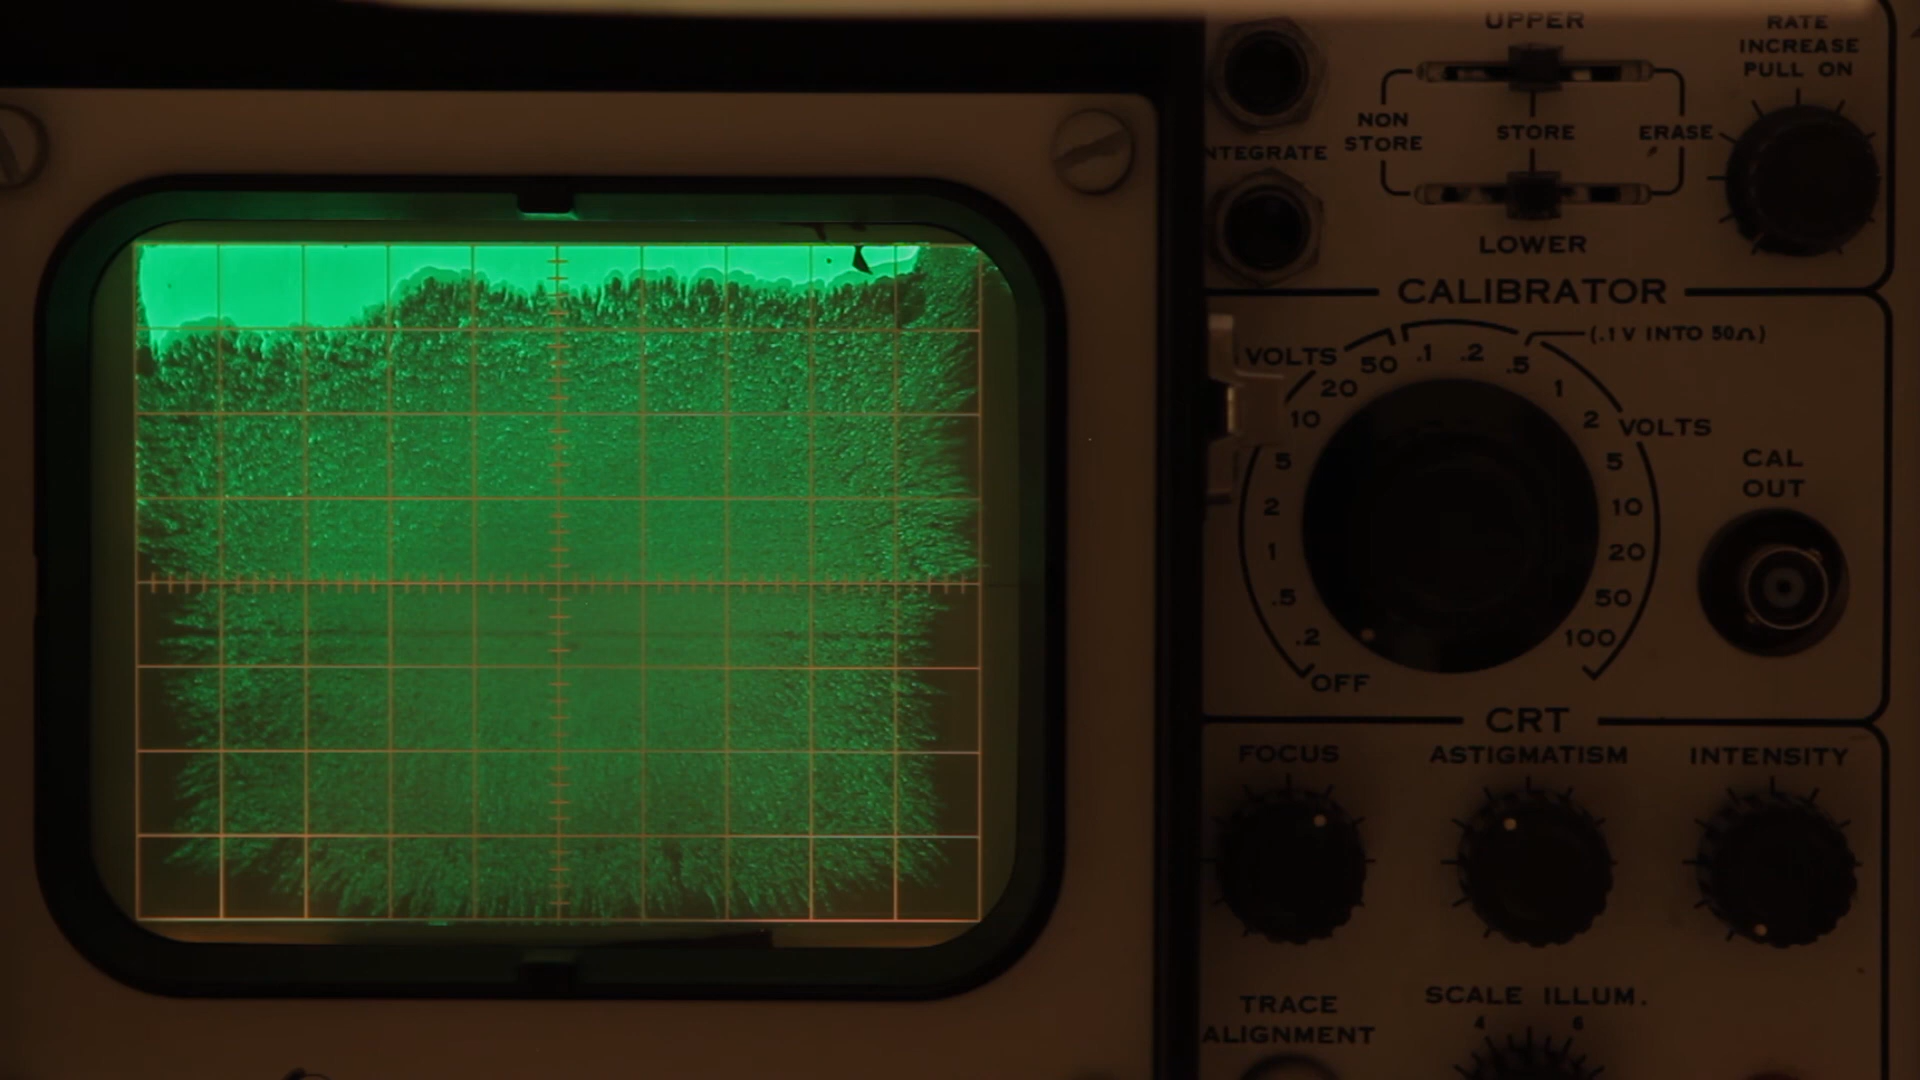 UPPER
RATE
INCREASE
PULL ON
NON
STORE
STORE
ERASE
NTEGRATE
LOWER
CALIBRATOR
(.1V INTO 50Ω)
VOLTS
50
.1
.2
.5
20
1
10
2
VOLTS
5
5
CAL
OUT
2
10
1
20
.5
50
.2
100
OFF
CRT
FOCUS
ASTIGMATISM
INTENSITY
TRACE
ALIGNMENT
SCALE ILLUM.
4
6